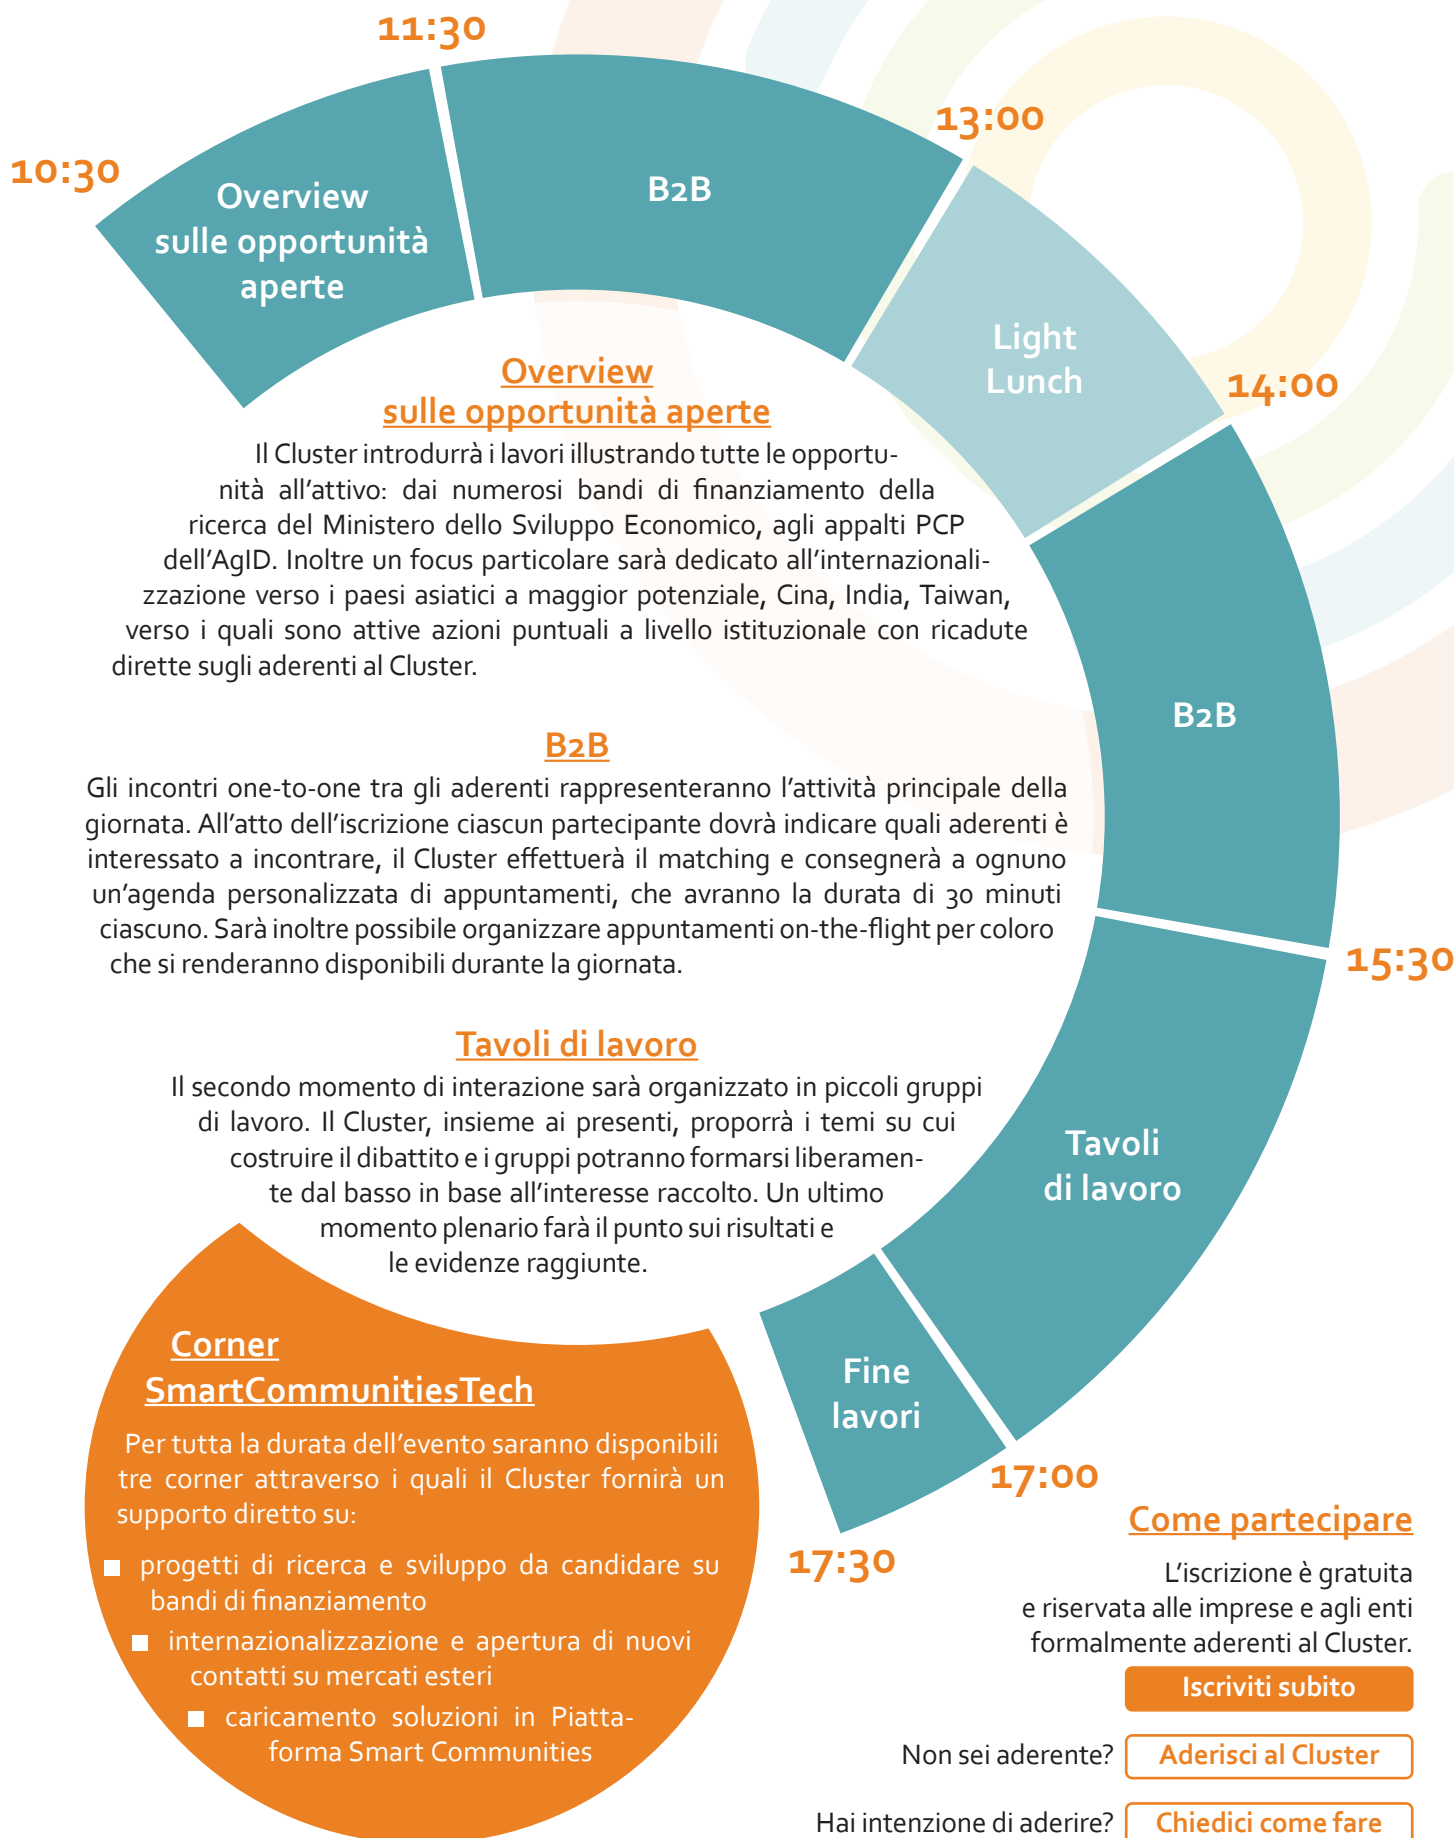 11:30
13:00
10:30
Overview
sulle opportunità
aperte
B2B
Light
Lunch
14:00
Overview
sulle opportunità aperte
Il Cluster introdurrà i lavori illustrando tutte le opportu-
nità all'attivo: dai numerosi bandi di finanziamento della
ricerca del Ministero dello Sviluppo Economico, agli appalti PCP
dell'AgID. Inoltre un focus particolare sarà dedicato all'internazionali-
zzazione verso i paesi asiatici a maggior potenziale, Cina, India, Taiwan,
verso i quali sono attive azioni puntuali a livello istituzionale con ricadute
dirette sugli aderenti al Cluster.
B2B
B2B
Gli incontri one-to-one tra gli aderenti rappresenteranno l'attività principale della
giornata. All'atto dell'iscrizione ciascun partecipante dovrà indicare quali aderenti è
interessato a incontrare, il Cluster effettuerà il matching e consegnerà a ognuno
un'agenda personalizzata di appuntamenti, che avranno la durata di 30 minuti
ciascuno. Sarà inoltre possibile organizzare appuntamenti on-the-flight per coloro
che si renderanno disponibili durante la giornata.
15:30
Tavoli di lavoro
Il secondo momento di interazione sarà organizzato in piccoli gruppi
di lavoro. Il Cluster, insieme ai presenti, proporrà i temi su cui
costruire il dibattito e i gruppi potranno formarsi liberamen-
te dal basso in base all'interesse raccolto. Un ultimo
momento plenario farà il punto sui risultati e
le evidenze raggiunte.
Tavoli
di lavoro
Fine
lavori
17:00
17:30
Corner
SmartCommunitiesTech
Per tutta la durata dell'evento saranno disponibili
tre corner attraverso i quali il Cluster fornirà un
supporto diretto su:
progetti di ricerca e sviluppo da candidare su
bandi di finanziamento
internazionalizzazione e apertura di nuovi
contatti su mercati esteri
caricamento soluzioni in Piatta-
forma Smart Communities
Come partecipare
L'iscrizione è gratuita
e riservata alle imprese e agli enti
formalmente aderenti al Cluster.
Iscriviti subito
Non sei aderente? Aderisci al Cluster
Hai intenzione di aderire? Chiedici come fare